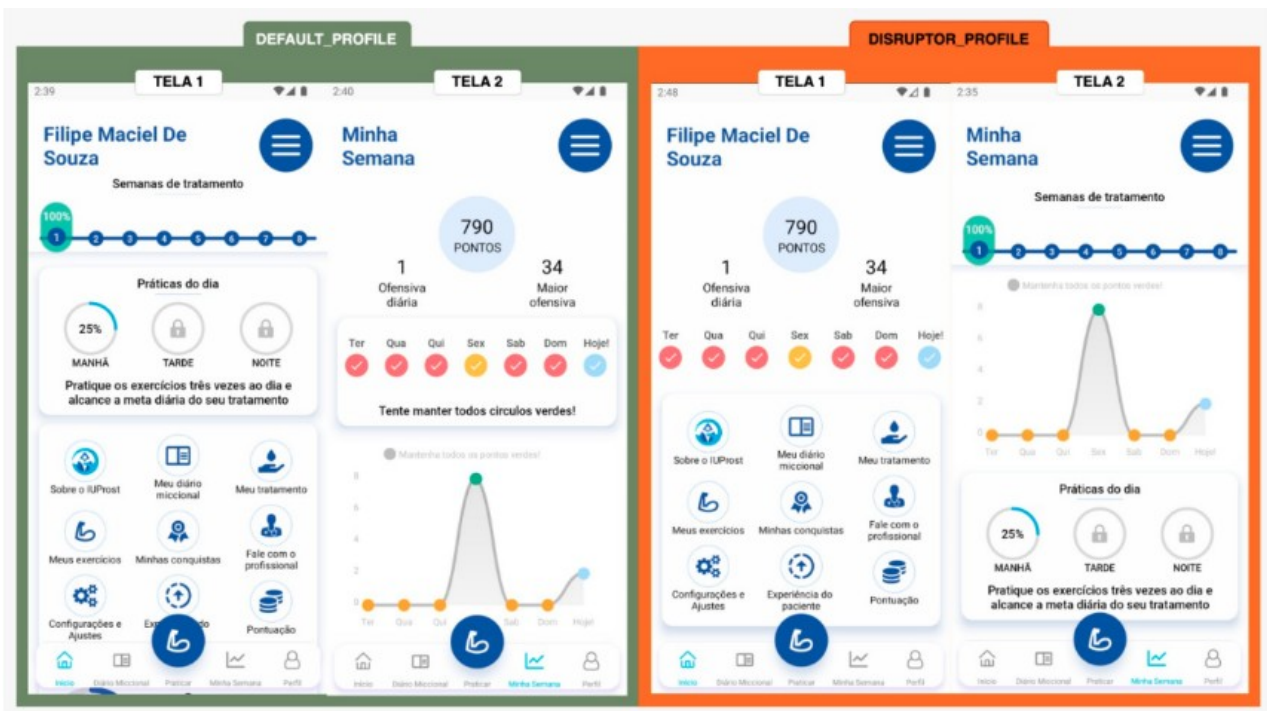 DEFAULT_PROFILE
TELA 1
2:39
Filipe Maciel De
Souza
Semanas de tratamento
100%
1 2 3 4 5 6 7 8
Práticas do dia
25%
MANHÃ TARDE NOITE
Pratique os exercícios três vezes ao dia e
alcance a meta diária do seu tratamento
Sobre o IUProst
Meu diário
miccional
Meu tratamento
Meus exercícios
Minhas conquistas
Fale com o
profissional
Configurações e
Ajustes
Pontuação
Início Diário Miccional Praticar Minha Semana Perfil
TELA 2
2:40
Minha
Semana
790
PONTOS
1
Ofensiva
diária
34
Maior
ofensiva
Ter Qua Qui Sex Sab Dom Hoje!
Tente manter todos circulos verdes!
Mantenha todos os pontos verdes!
8
6
4
2
0
Ter Qua Sab Dom Hoje!
Início Diário Miccional Praticar Minha Semana Perfil
DISRUPTOR_PROFILE
TELA 1
2:48
Filipe Maciel De
Souza
790
PONTOS
1
Ofensiva
diária
34
Maior
ofensiva
Ter Qua Qui Sex Sab Dom Hoje!
Sobre o IUProst
Meu diário
miccional
Meu tratamento
Meus exercícios
Minhas conquistas
Fale com o
profissional
Configurações e
Ajustes
Experiência do
paciente
Pontuação
Início Diário Miccional Praticar Minha Semana Perfil
TELA 2
2:35
Minha
Semana
Semanas de tratamento
100%
1 2 3 4 5 6 7 8
Mantenha todos os pontos verdes!
8
6
4
2
0
Ter Qua Qui Sex Sab Dom Hoje!
Práticas do dia
25%
MANHÃ TARDE NOITE
Pratique os exercícios três vezes ao dia e
alcance a meta diária do seu tratamento
Início Diário Miccional Praticar Minha Semana Perfil